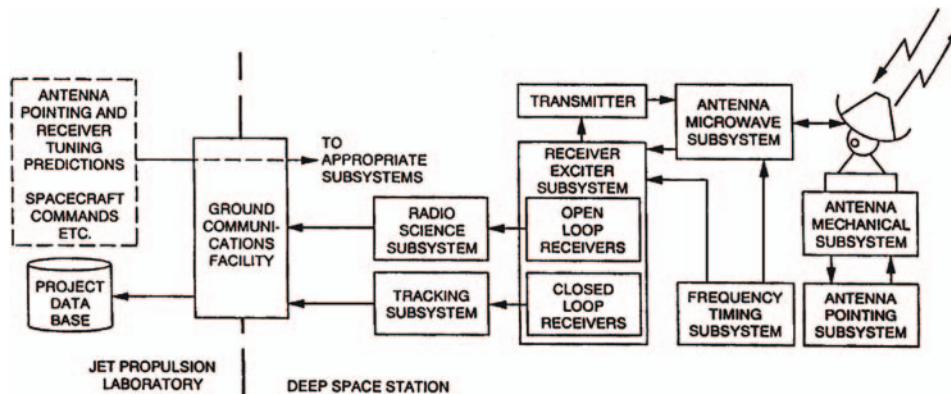 ANTENNA
POINTING AND
RECEIVER
TUNING
PREDICTIONS
SPACECRAFT
COMMANDS
ETC.
PROJECT
DATA
BASE
JET PROPULSION
LABORATORY
GROUND
COMMUNI-
CATIONS
FACILITY
DEEP SPACE STATION
TO
APPROPRIATE
SUBSYSTEMS
RADIO
SCIENCE
SUBSYSTEM
TRACKING
SUBSYSTEM
TRANSMITTER
RECEIVER
EXCITER
SUBSYSTEM
OPEN
LOOP
RECEIVERS
CLOSED
LOOP
RECEIVERS
ANTENNA
MICROWAVE
SUBSYSTEM
FREQUENCY
TIMING
SUBSYSTEM
ANTENNA
MECHANICAL
SUBSYSTEM
ANTENNA
POINTING
SUBSYSTEM